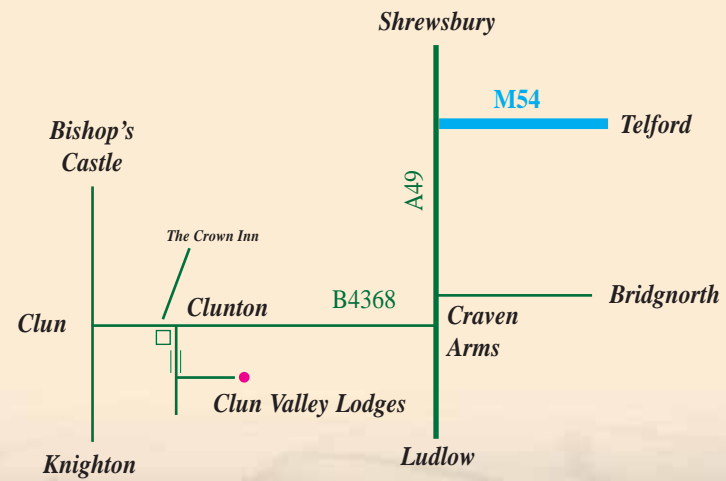 Shrewsbury
M54
Telford
Bishop's
Castle
A49
The Crown Inn
Bridgnorth
B4368
Clunton
Clun
Craven
Arms
Clun Valley Lodges
Ludlow
Knighton